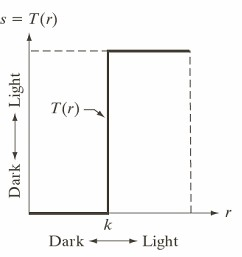 s = T(r)
Dark ↔ Light
T(r)
r
k
Dark ↔ Light